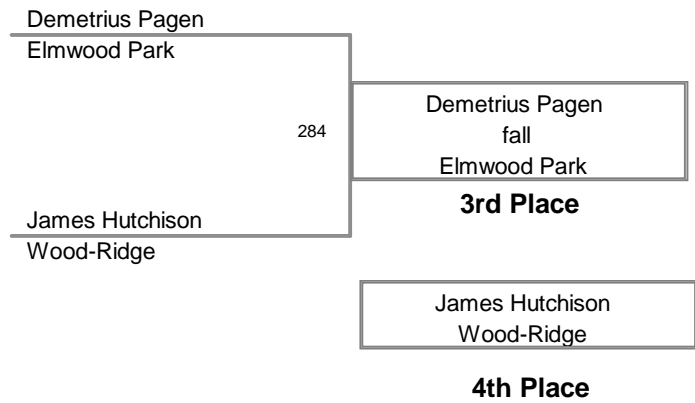 Demetrius Pagen
Elmwood Park
284
Demetrius Pagen
fall
Elmwood Park
3rd Place
James Hutchison
Wood-Ridge
James Hutchison
Wood-Ridge
4th Place